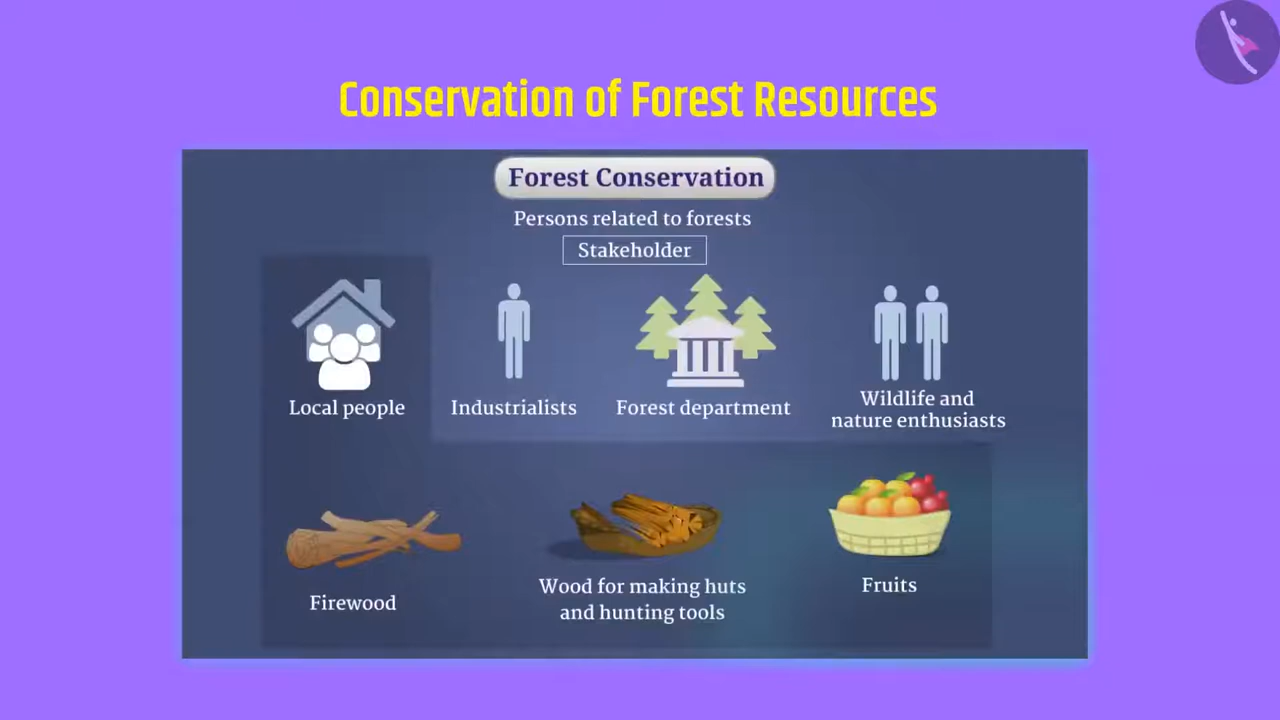 Conservation of Forest Resources
Forest Conservation
Persons related to forests
Stakeholder
Local people
Industrialists
Forest department
Wildlife and
nature enthusiasts
Firewood
Wood for making huts
and hunting tools
Fruits